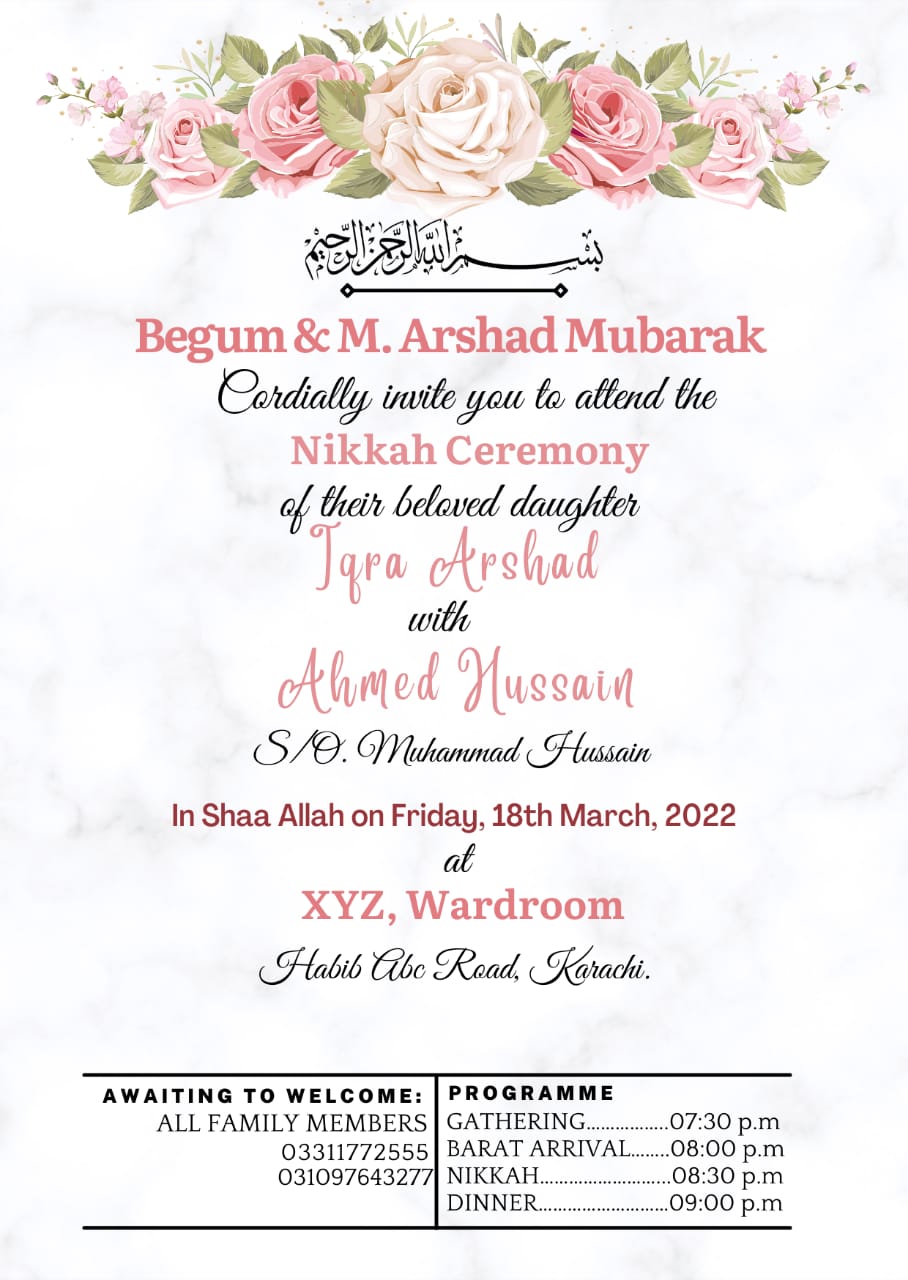 بسم الله الرحمن الرحيم
Begum & M. Arshad Mubarak
Cordially invite you to attend the
Nikkah Ceremony
of their beloved daughter
Iqra Arshad
with
Ahmed Hussain
S/O. Muhammad Hussain
In Shaa Allah on Friday, 18th March, 2022
at
XYZ, Wardroom
Habib Abc Road, Karachi.
AWAITING TO WELCOME:
ALL FAMILY MEMBERS
03311772555
031097643277
PROGRAMME
GATHERING.................07:30 p.m
BARAT ARRIVAL........08:00 p.m
NIKKAH...........................08:30 p.m
DINNER...........................09:00 p.m